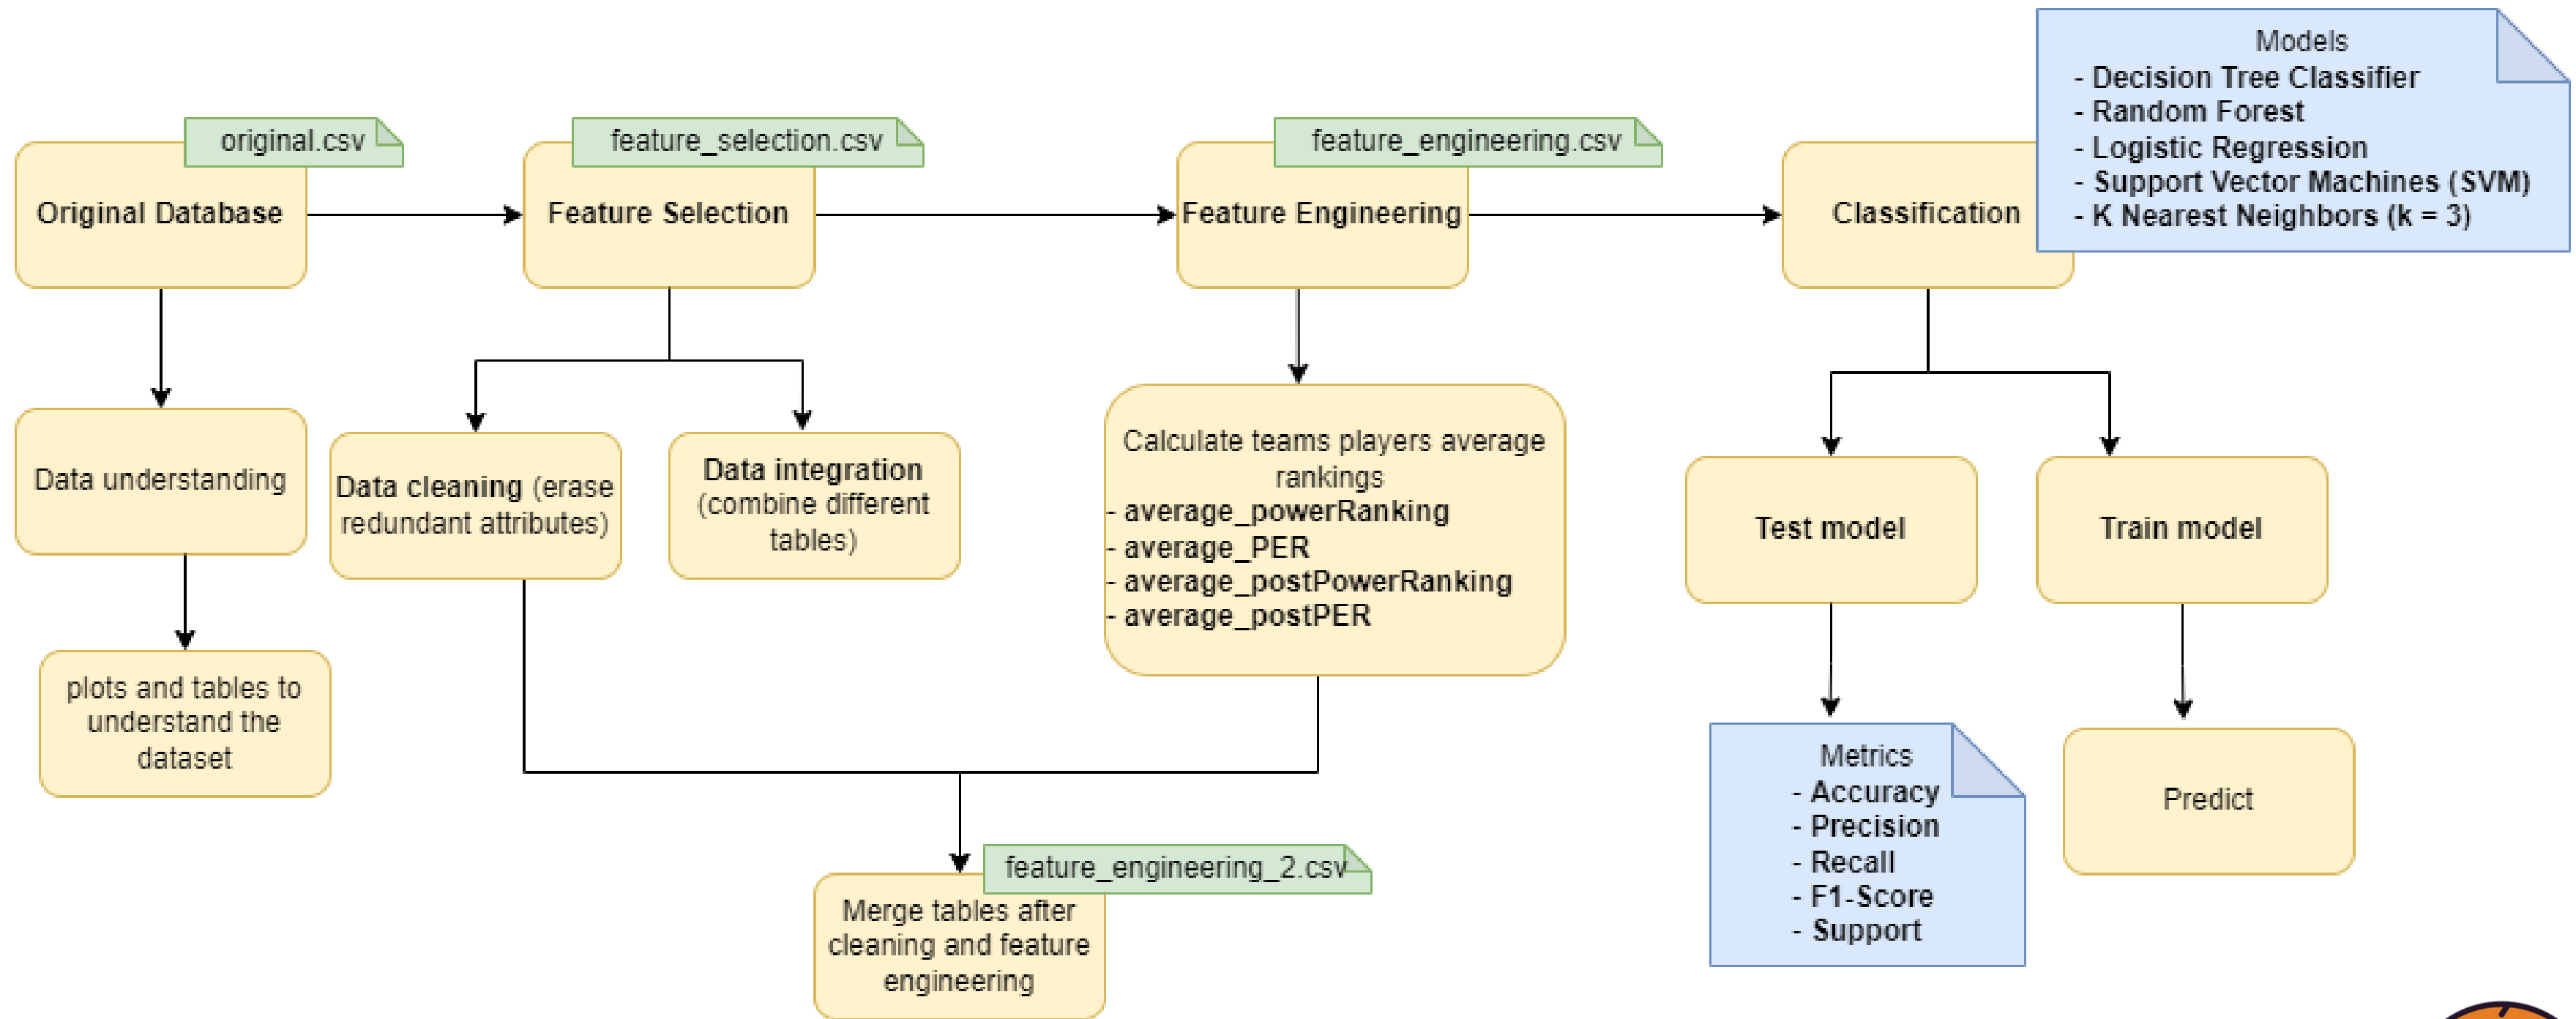 original.csv
Original Database
feature_selection.csv
Feature Selection
feature_engineering.csv
Feature Engineering
Classification
Models
- Decision Tree Classifier
- Random Forest
- Logistic Regression
- Support Vector Machines (SVM)
- K Nearest Neighbors (k = 3)
Data understanding
plots and tables to
understand the
dataset
Data cleaning (erase
redundant attributes)
Data integration
(combine different
tables)
Calculate teams players average
rankings
- average_powerRanking
- average_PER
- average_postPowerRanking
- average_postPER
feature_engineering_2.csv
Merge tables after
cleaning and feature
engineering
Test model
Train model
Metrics
- Accuracy
- Precision
- Recall
- F1-Score
- Support
Predict